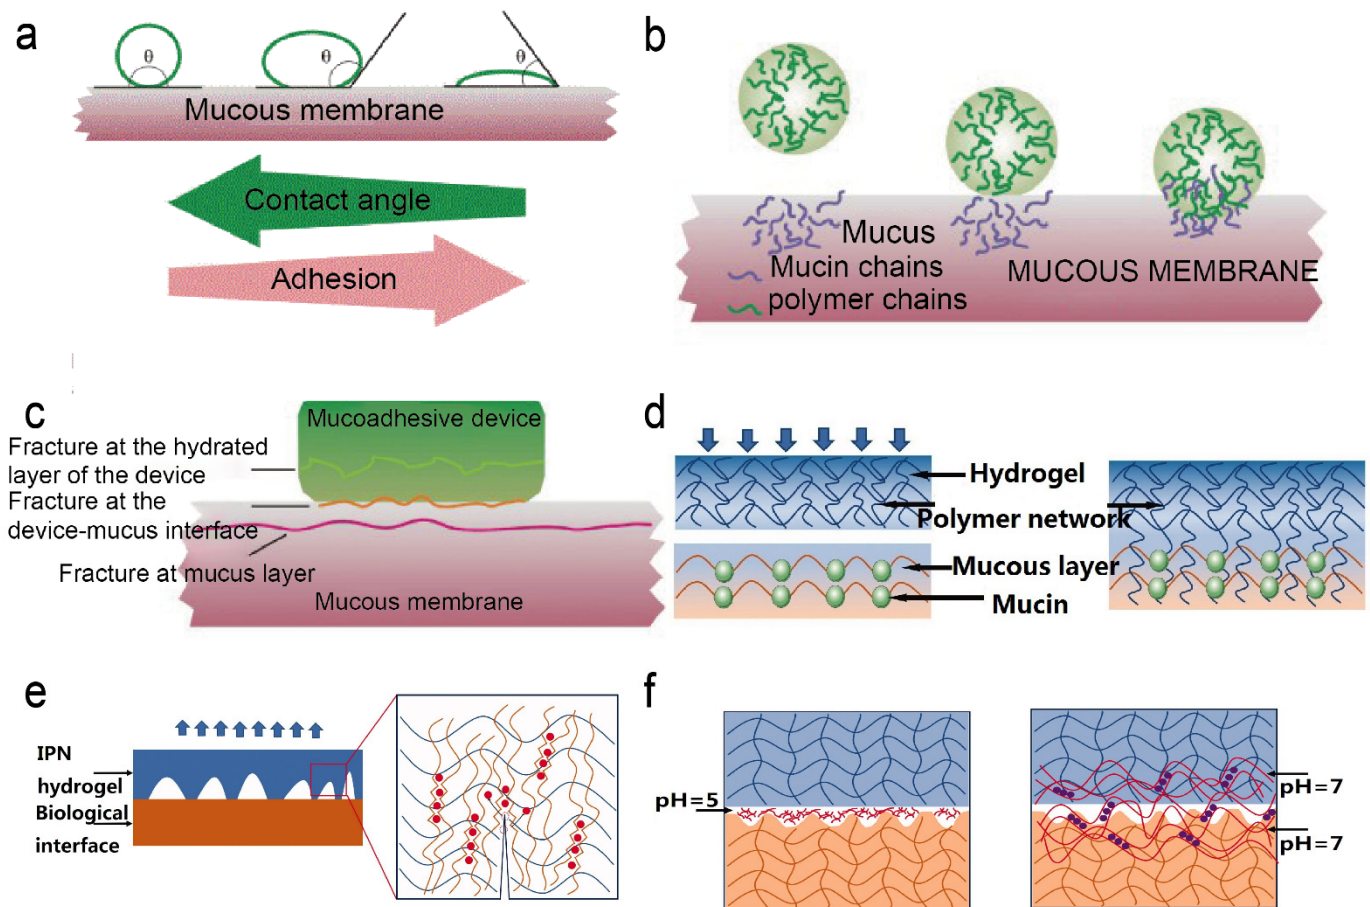 a
θ
θ
θ
Mucous membrane
Contact angle
Adhesion
b
Mucus
Mucin chains
MUCOUS MEMBRANE
polymer chains
c
Mucoadhesive device
Fracture at the hydrated
layer of the device
Fracture at the
device-mucus interface
Fracture at mucus layer
Mucous membrane
d
Hydrogel
Polymer network
Mucous layer
Mucin
e
IPN
hydrogel
Biological
interface
f
pH=5
pH=7
pH=7